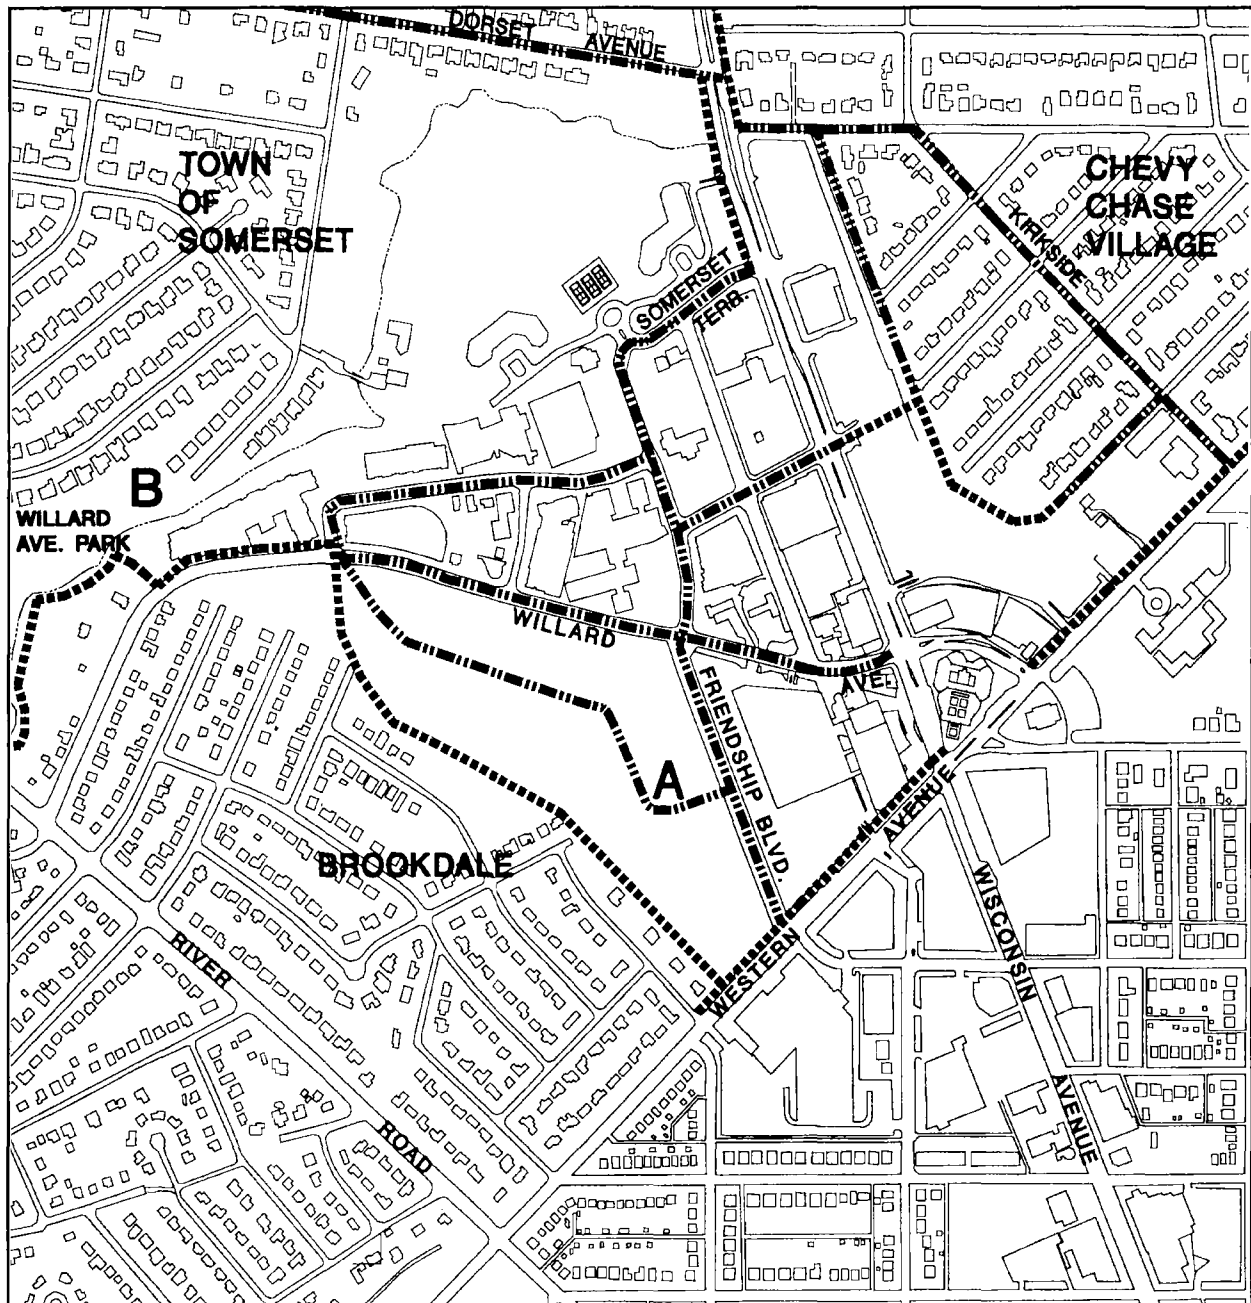 DORSET AVENUE
TOWN
OF
SOMERSET
CHEVY
CHASE
VILLAGE
KIRKSIDE
SOMERSET
TERR.
B
WILLARD
AVE. PARK
WILLARD AVE.
FRIENDSHIP BLVD.
A
BROOKDALE
WESTERN AVENUE
WISCONSIN AVENUE
RIVER ROAD